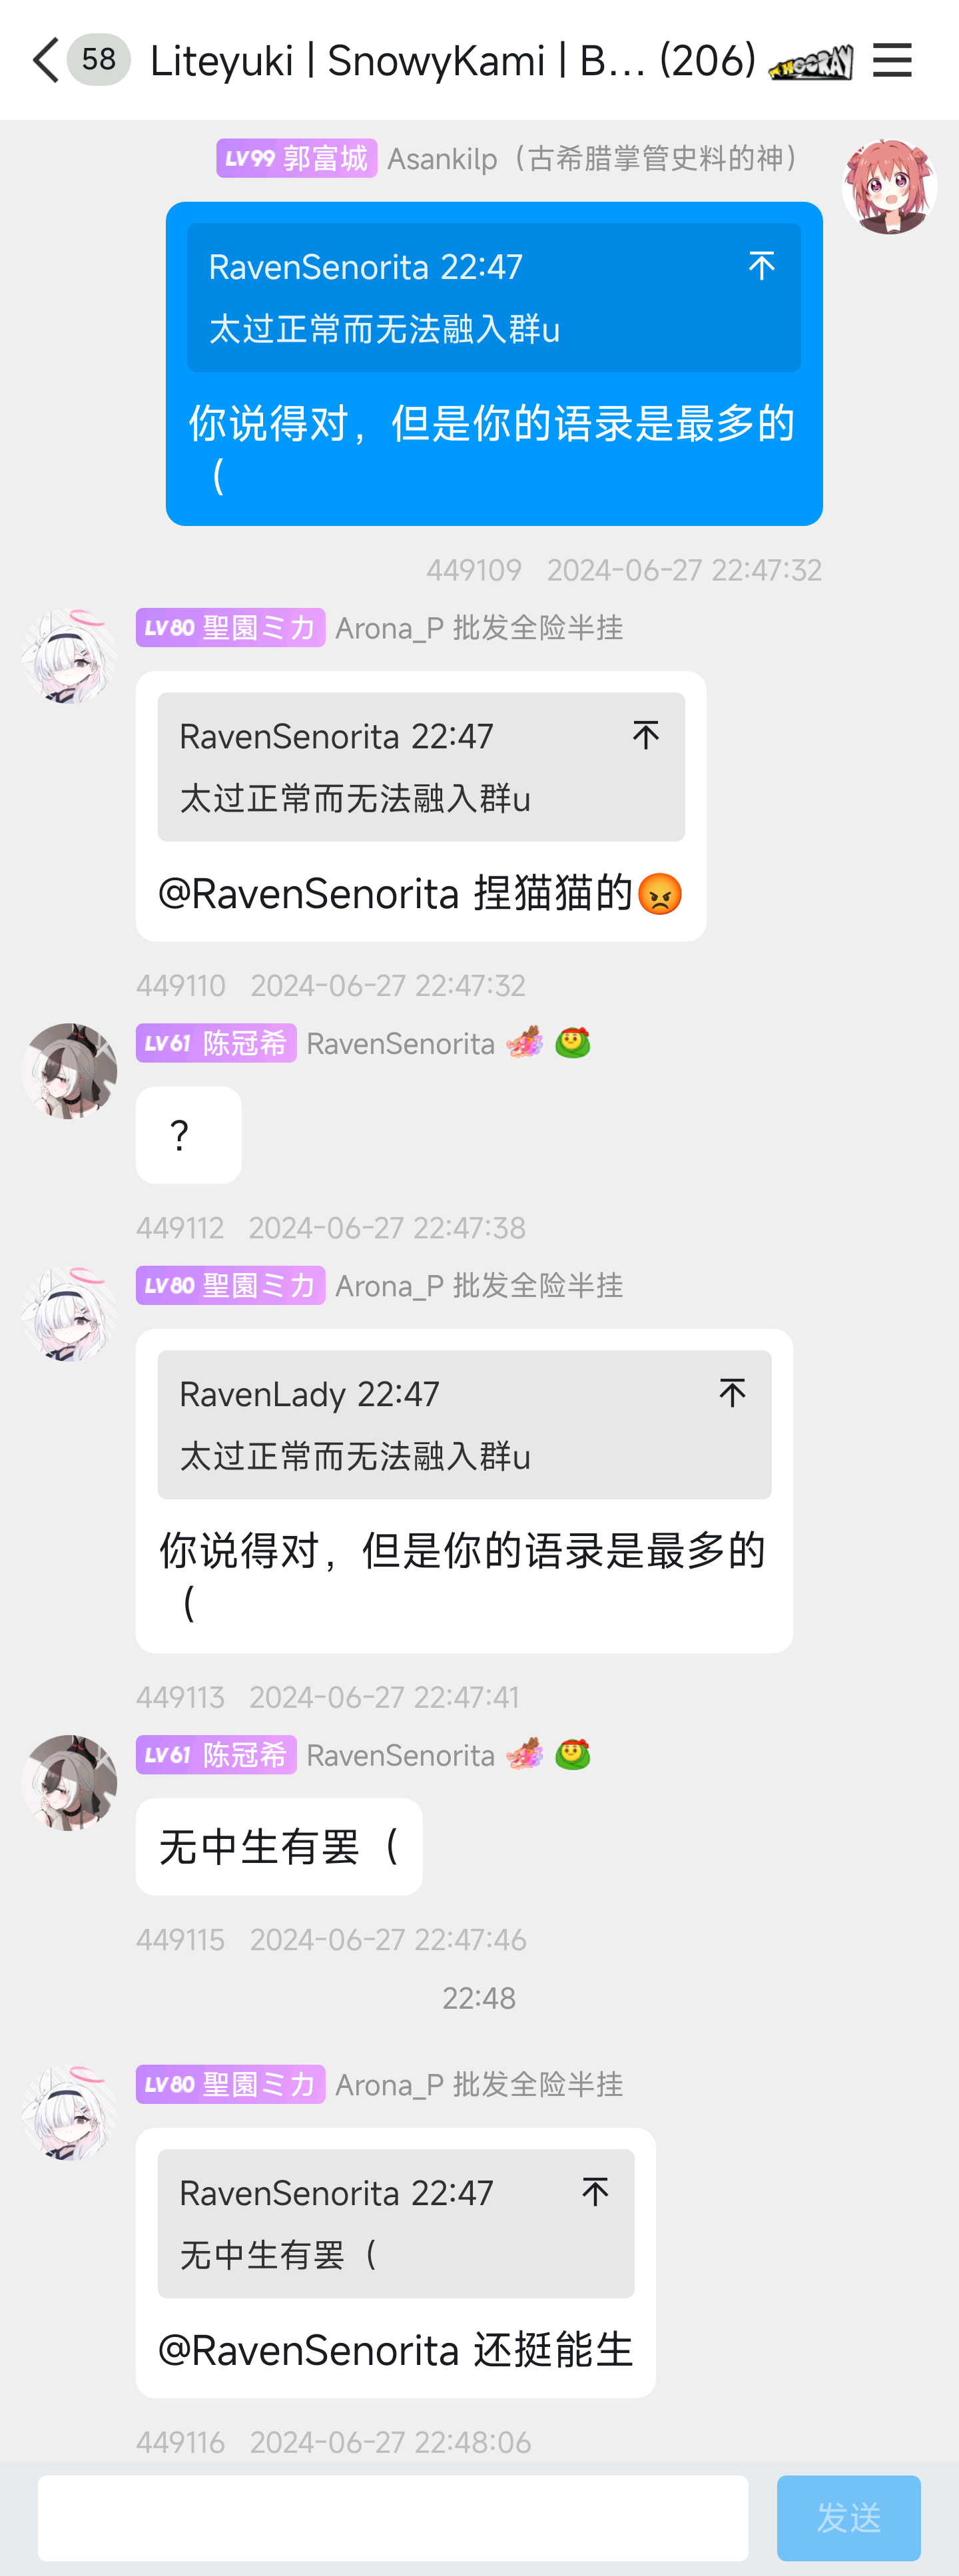 58 Liteyuki | SnowyKami | B... (206) HOORAY
LV99 郭富城 Asankilp（古希腊掌管史料的神）
RavenSenorita 22:47
太过正常而无法融入群u
你说得对，但是你的语录是最多的
（
449109 2024-06-27 22:47:32
LV80 聖園ミカ Arona_P 批发全险半挂
RavenSenorita 22:47
太过正常而无法融入群u
@RavenSenorita 捏猫猫的😡
449110 2024-06-27 22:47:32
LV61 陈冠希 RavenSenorita
？
449112 2024-06-27 22:47:38
LV80 聖園ミカ Arona_P 批发全险半挂
RavenLady 22:47
太过正常而无法融入群u
你说得对，但是你的语录是最多的
（
449113 2024-06-27 22:47:41
LV61 陈冠希 RavenSenorita
无中生有罢（
449115 2024-06-27 22:47:46
22:48
LV80 聖園ミカ Arona_P 批发全险半挂
RavenSenorita 22:47
无中生有罢（
@RavenSenorita 还挺能生
449116 2024-06-27 22:48:06
发送